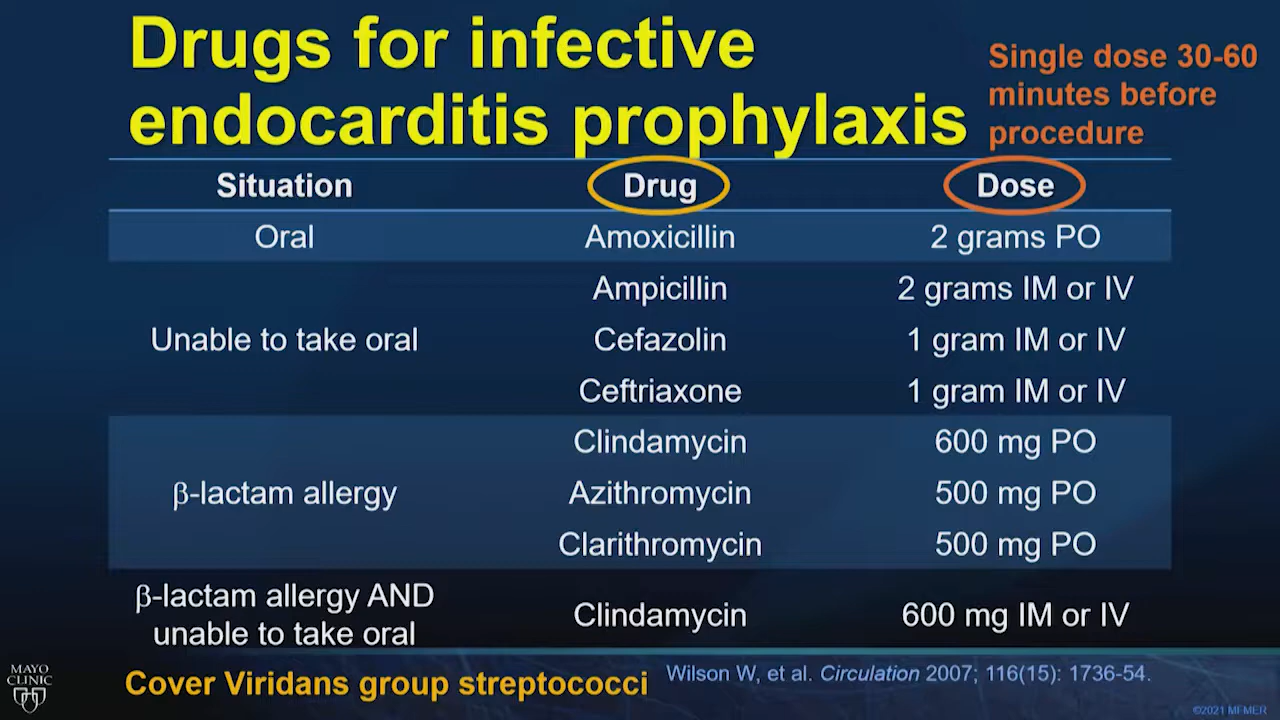 Drugs for infective
endocarditis prophylaxis
Single dose 30-60
minutes before
procedure
Situation Drug Dose
Oral Amoxicillin 2 grams PO
Ampicillin 2 grams IM or IV
Unable to take oral Cefazolin 1 gram IM or IV
Ceftriaxone 1 gram IM or IV
Clindamycin 600 mg PO
β-lactam allergy Azithromycin 500 mg PO
Clarithromycin 500 mg PO
β-lactam allergy AND
unable to take oral
Clindamycin 600 mg IM or IV
MAYO
CLINIC
Cover Viridans group streptococci
Wilson W, et al. Circulation 2007; 116(15): 1736-54.
©2021 MFMER